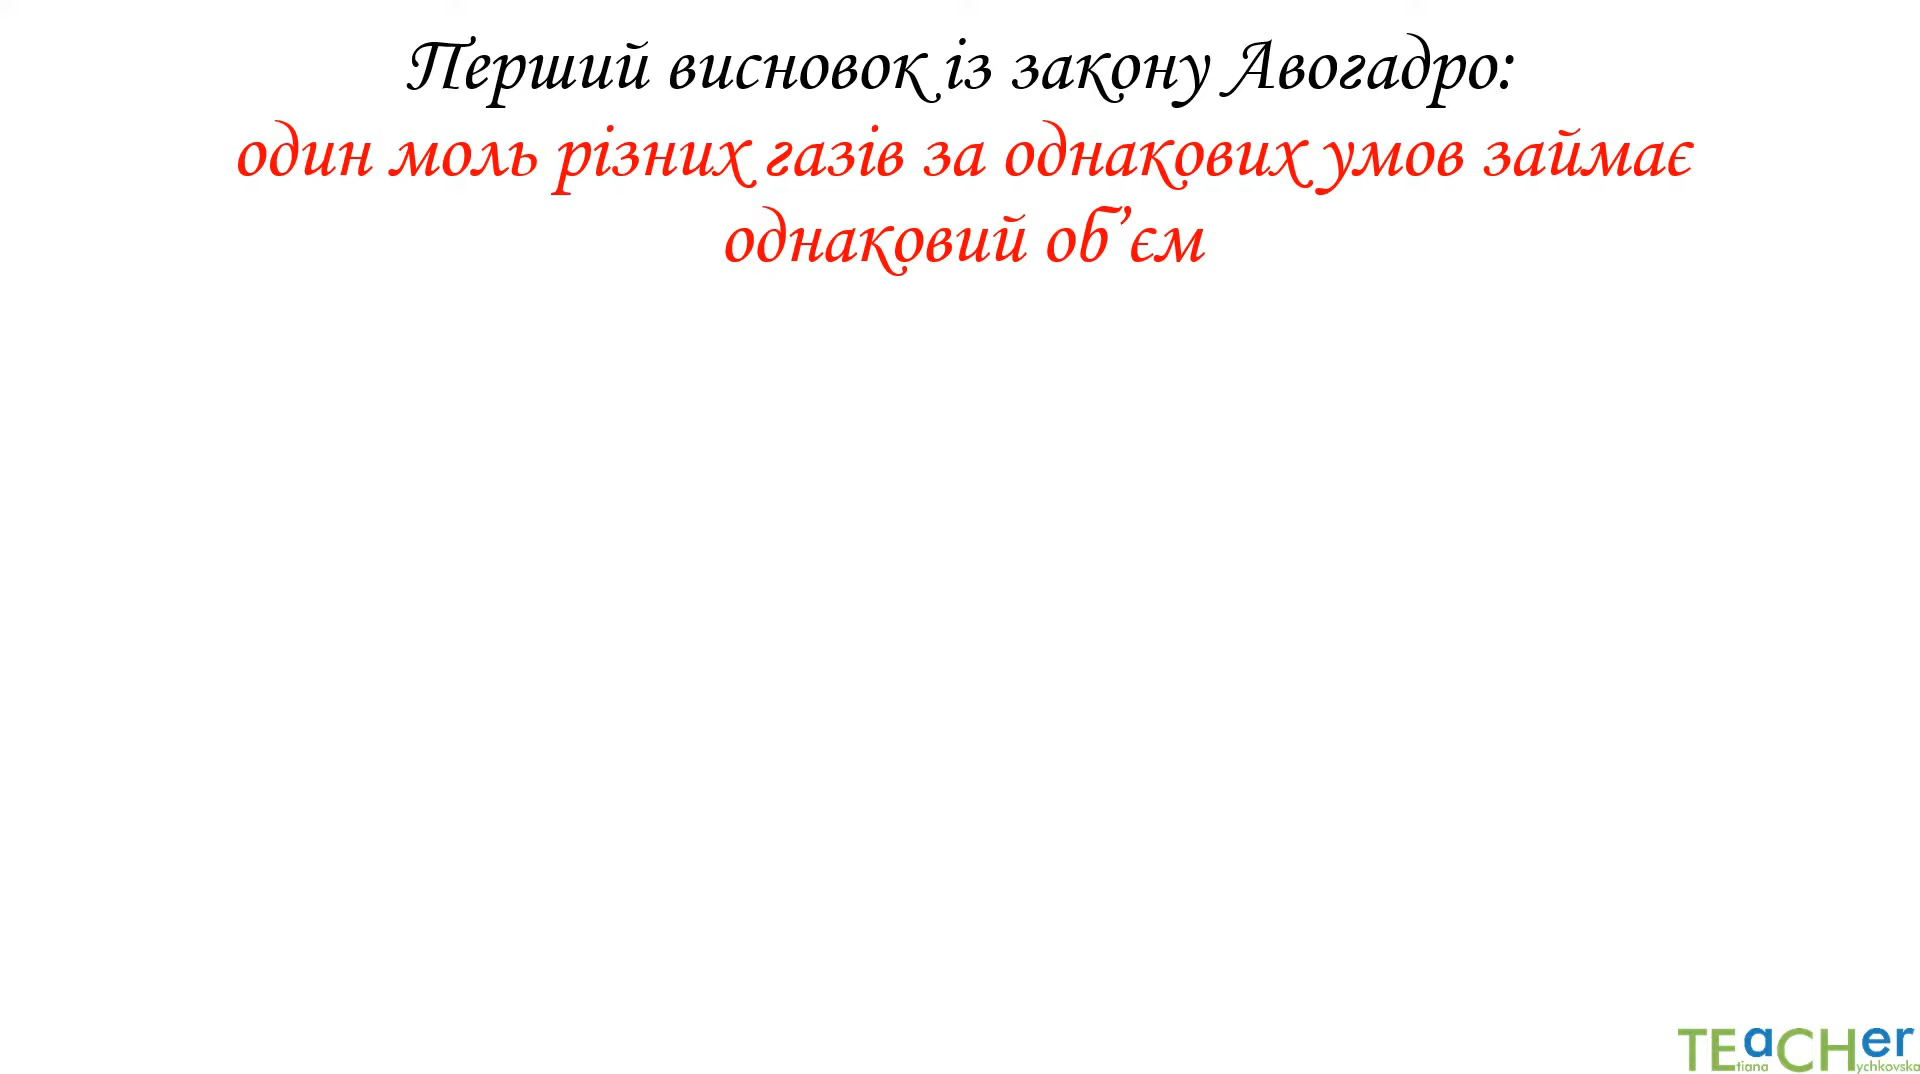 Перший висновок із закону Авогадро:
один моль різних газів за однакових умов займає
однаковий об’єм
TEaCHer
tiana ychkovska